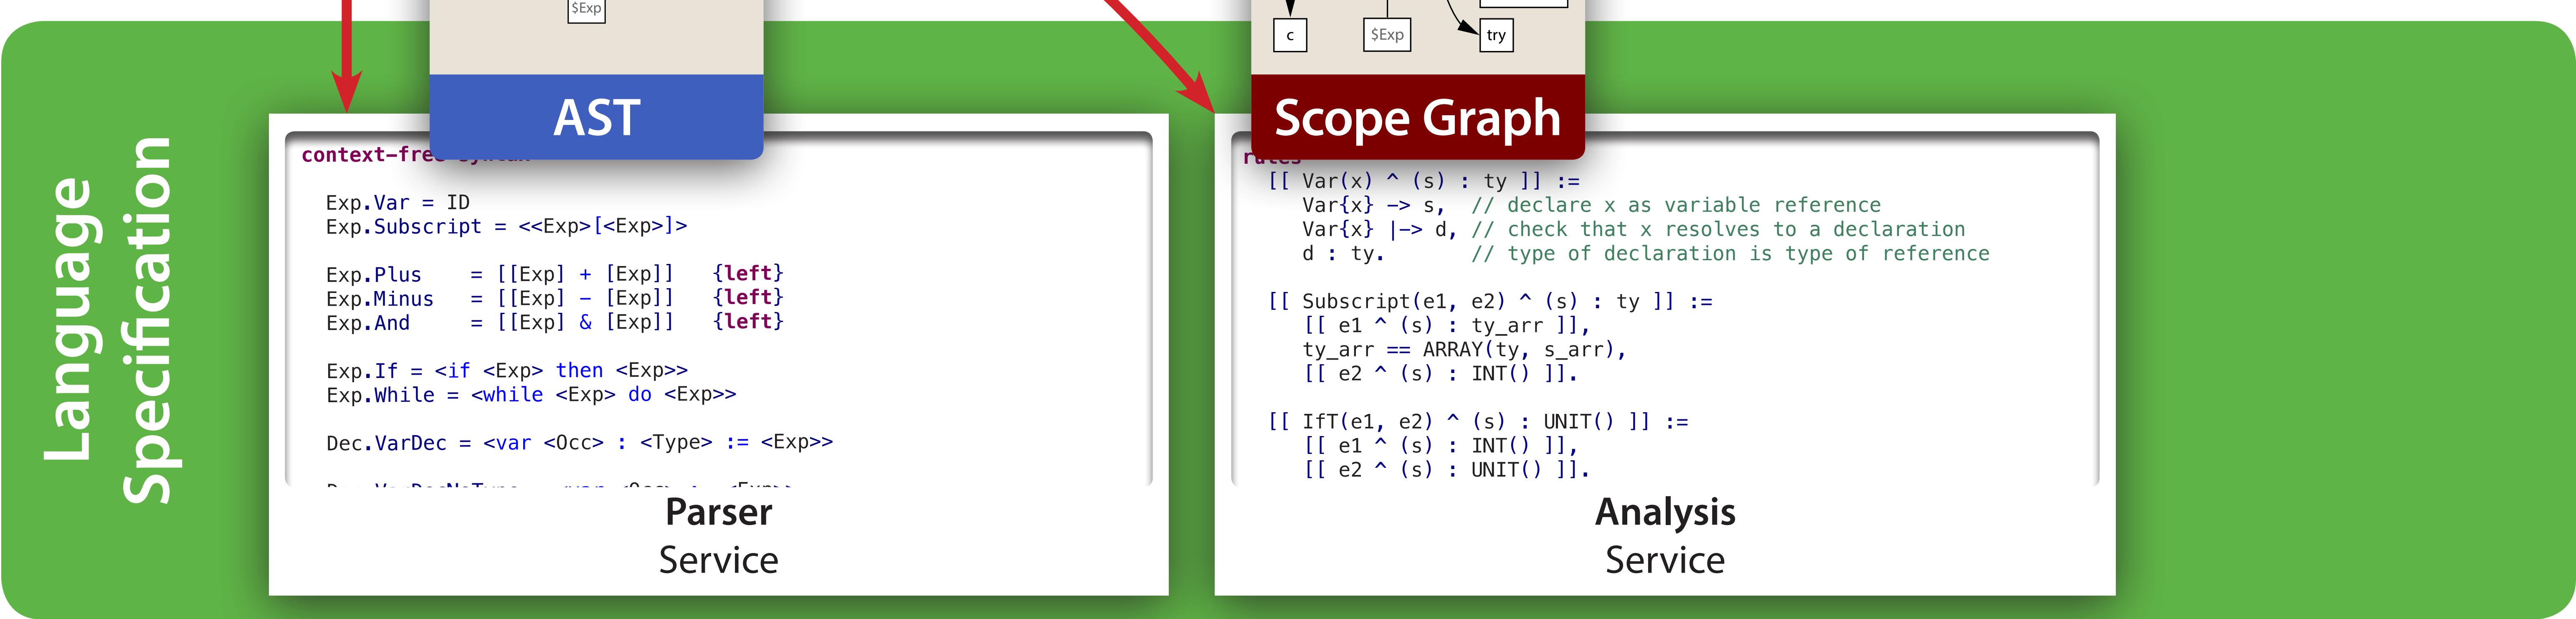 $Exp
c
$Exp
try
AST
Scope Graph
Language
Specification
context-free syntax
Exp.Var = ID
Exp.Subscript = <<Exp>[<Exp>]>
Exp.Plus    = [[Exp] + [Exp]]   {left}
Exp.Minus   = [[Exp] - [Exp]]   {left}
Exp.And     = [[Exp] & [Exp]]   {left}
Exp.If = <if <Exp> then <Exp>>
Exp.While = <while <Exp> do <Exp>>
Dec.VarDec = <var <Occ> : <Type> := <Exp>>
Parser
Service
rules
[[ Var(x) ^ (s) : ty ]] :=
Var{x} -> s,  // declare x as variable reference
Var{x} |-> d, // check that x resolves to a declaration
d : ty.       // type of declaration is type of reference
[[ Subscript(e1, e2) ^ (s) : ty ]] :=
[[ e1 ^ (s) : ty_arr ]],
ty_arr == ARRAY(ty, s_arr),
[[ e2 ^ (s) : INT() ]].
[[ IfT(e1, e2) ^ (s) : UNIT() ]] :=
[[ e1 ^ (s) : INT() ]],
[[ e2 ^ (s) : UNIT() ]].
Analysis
Service